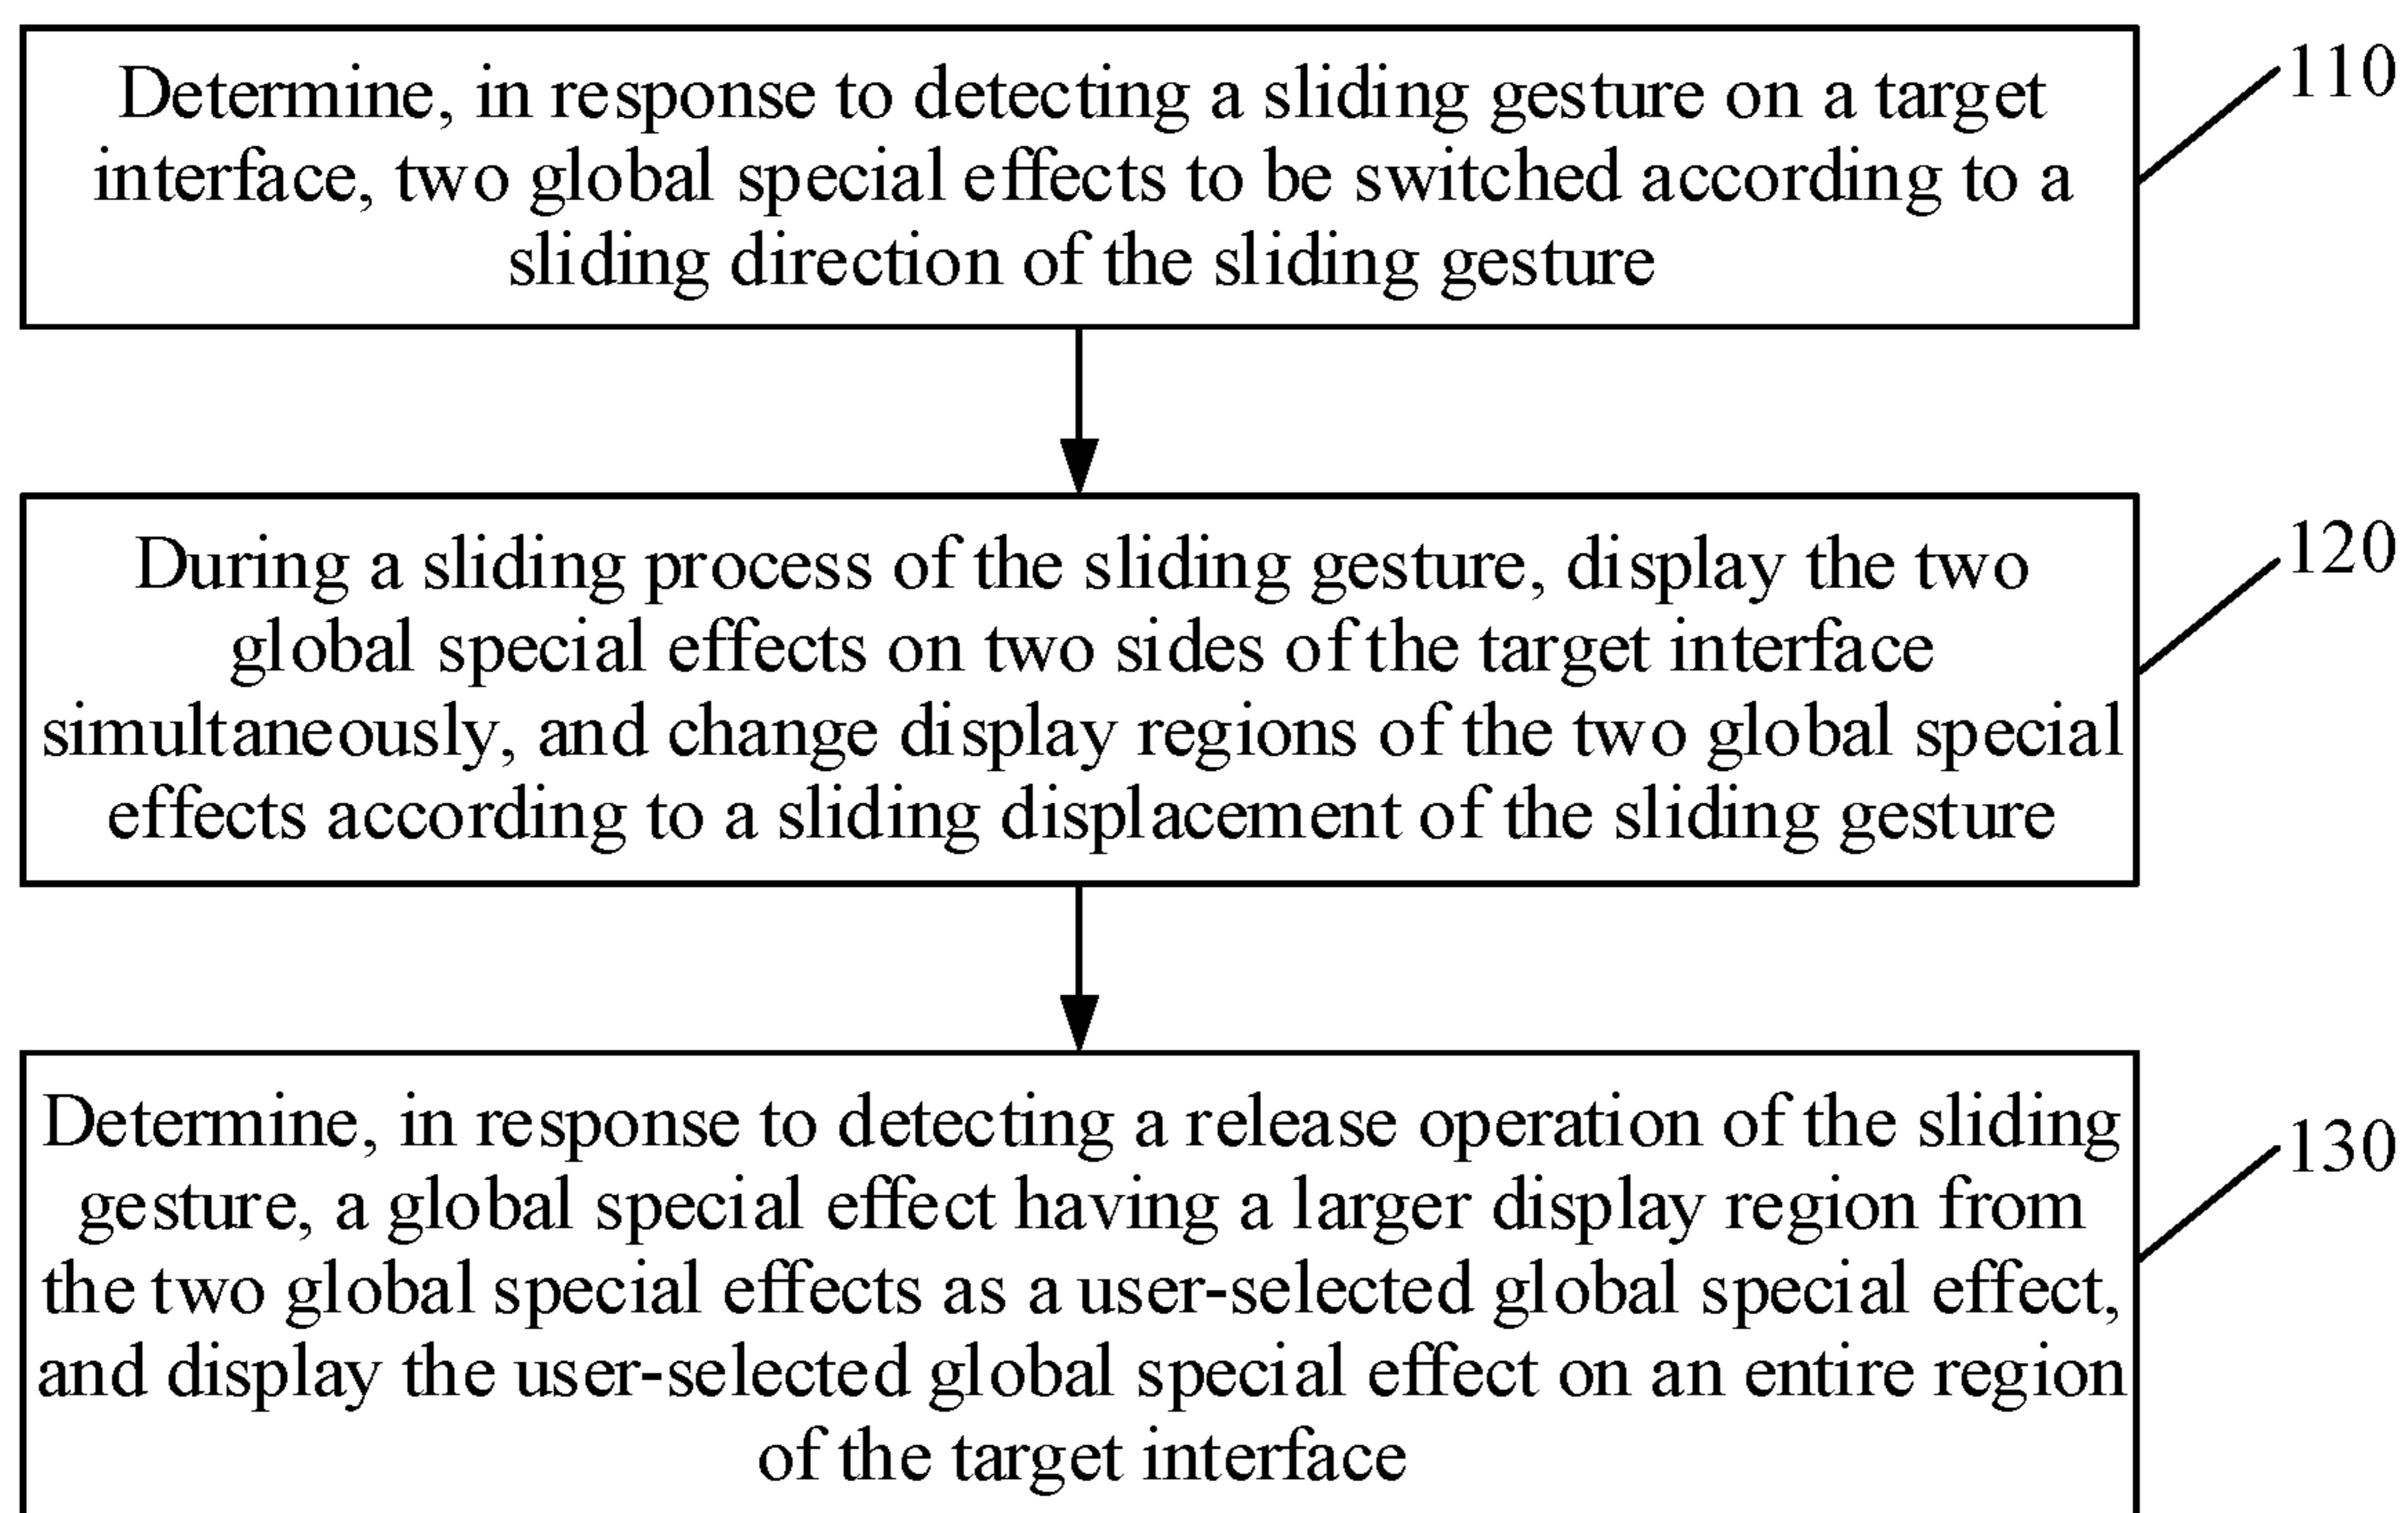 Determine, in response to detecting a sliding gesture on a target
interface, two global special effects to be switched according to a
sliding direction of the sliding gesture
110
During a sliding process of the sliding gesture, display the two
global special effects on two sides of the target interface
simultaneously, and change display regions of the two global special
effects according to a sliding displacement of the sliding gesture
120
Determine, in response to detecting a release operation of the sliding
gesture, a global special effect having a larger display region from
the two global special effects as a user-selected global special effect,
and display the user-selected global special effect on an entire region
of the target interface
130